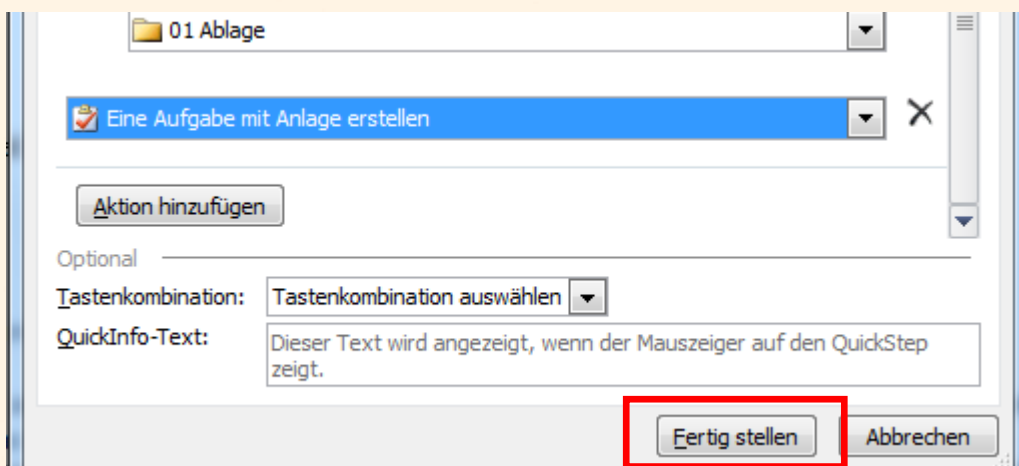 01 Ablage
Eine Aufgabe mit Anlage erstellen
Aktion hinzufügen
Optional
Tastenkombination: Tastenkombination auswählen
QuickInfo-Text: Dieser Text wird angezeigt, wenn der Mauszeiger auf den QuickStep
zeigt.
Fertig stellen Abbrechen